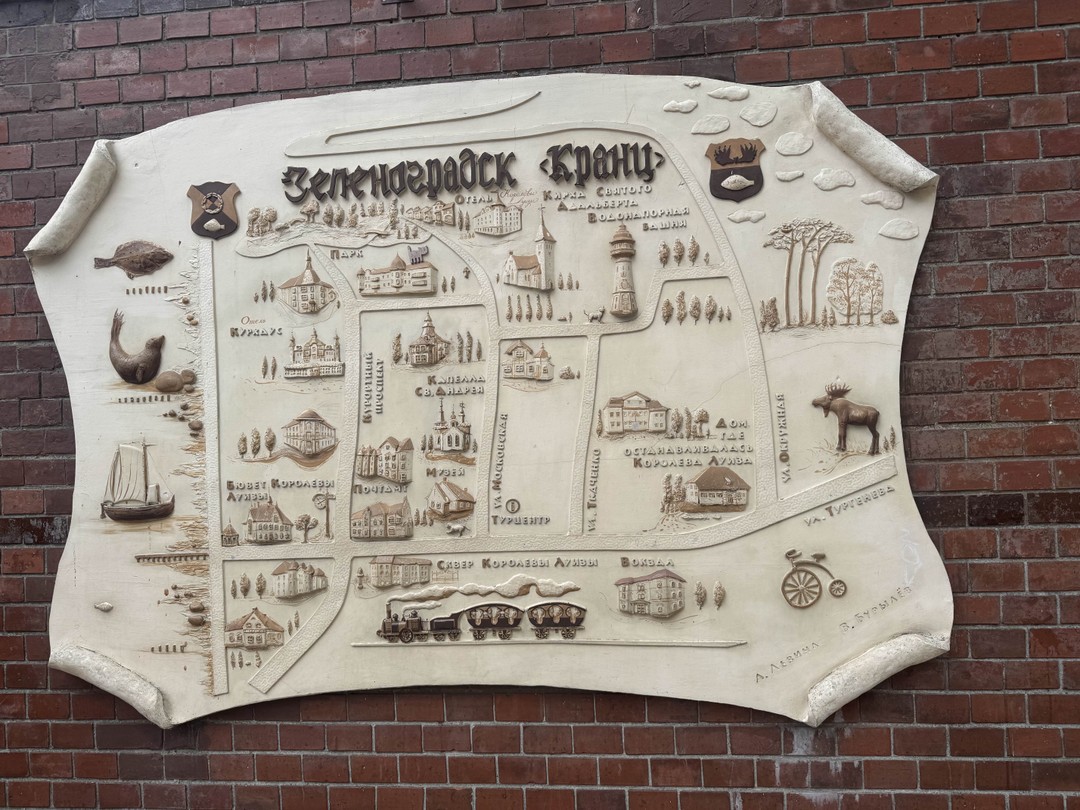 Зеленоградск Кранц
Отель
Кирха Святого
Адальберта
Водонапорная
башня
Парк
Отель
Курхаус
Курортный
проспект
Капелла
Св. Андрея
ул. Московская
ул. Ткаченко
ул. Окружная
Дом
где
останавливалась
Королева Луиза
Бювет Королевы
Луизы
Почтамт
Музей
Турцентр
ул. Тургенева
Сквер Королевы Луизы
Вокзал
А. Левина В. Бурылёв